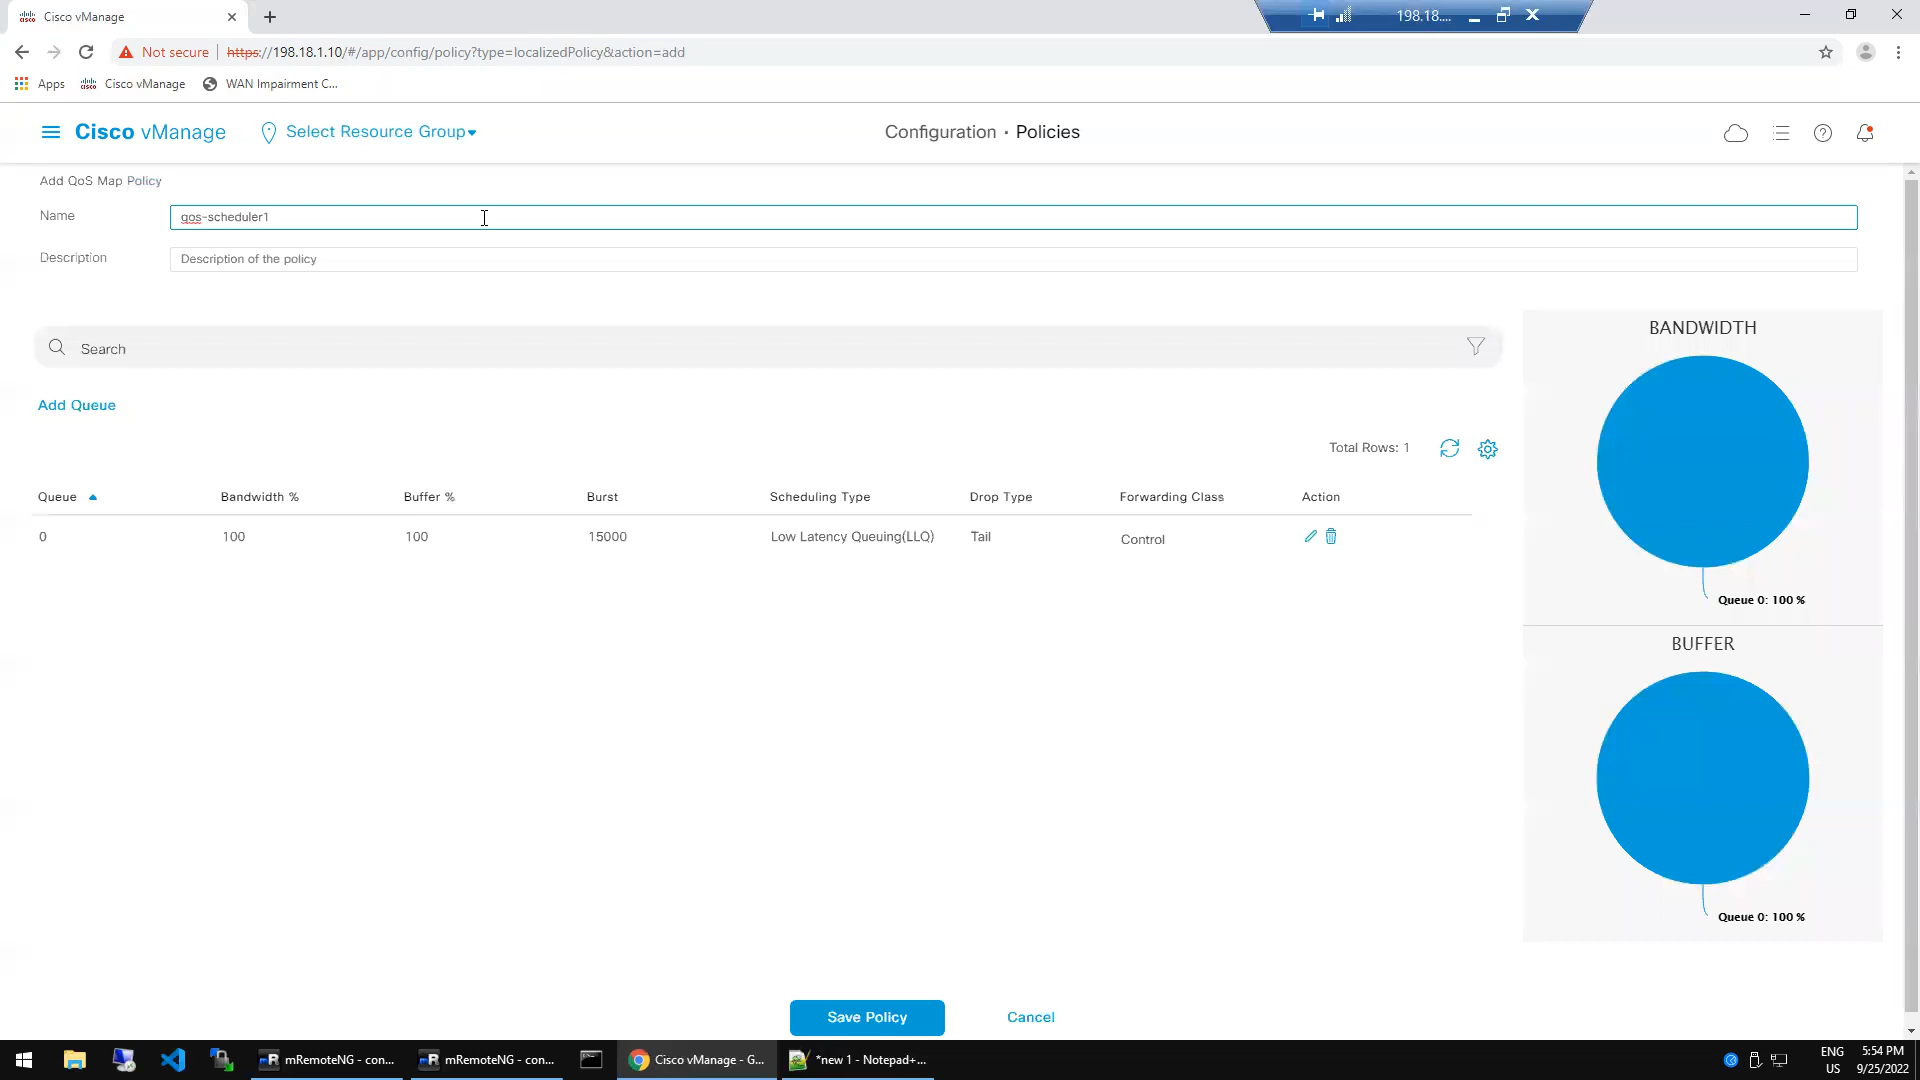 Cisco vManage
198.18....
Not secure
https://198.18.1.10/#/app/config/policy?type=localizedPolicy&action=add
Apps
Cisco vManage
WAN Impairment C...
Cisco vManage
Select Resource Group
Configuration · Policies
Add QoS Map Policy
Name
qos-scheduler1
Description
Description of the policy
Search
Add Queue
Total Rows: 1
Queue Bandwidth % Buffer % Burst Scheduling Type Drop Type Forwarding Class Action
0 100 100 15000 Low Latency Queuing(LLQ) Tail Control
BANDWIDTH
Queue 0: 100 %
BUFFER
Queue 0: 100 %
Save Policy
Cancel
mRemoteNG - con...
mRemoteNG - con...
Cisco vManage - G...
*new 1 - Notepad+...
ENG
US
5:54 PM
9/25/2022